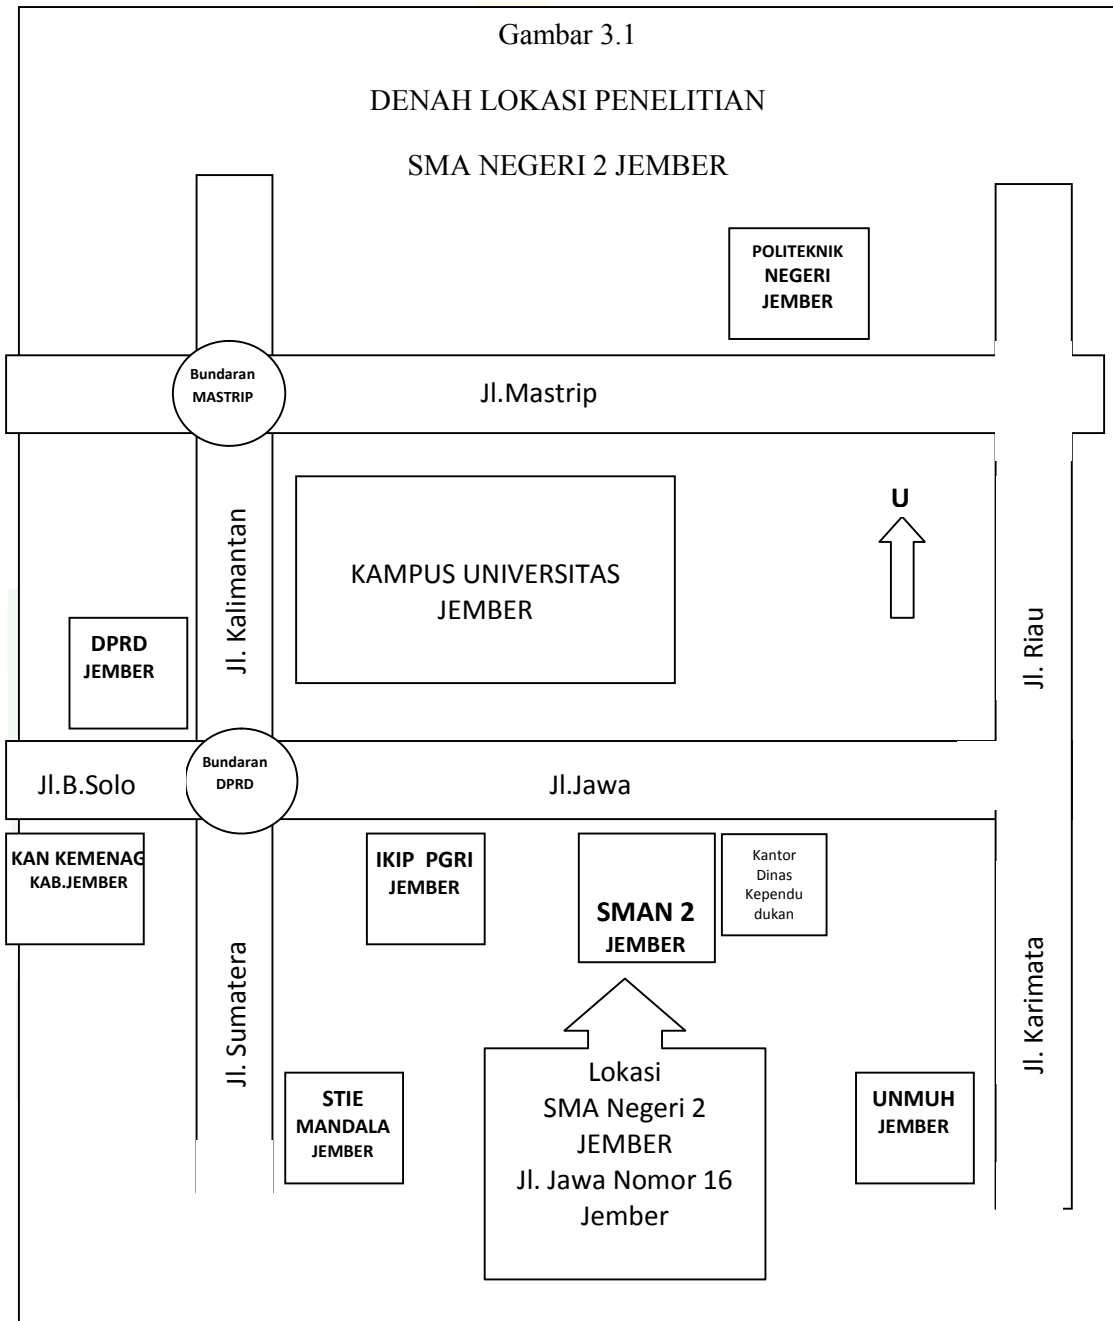 Gambar 3.1
DENAH LOKASI PENELITIAN
SMA NEGERI 2 JEMBER
POLITEKNIK
NEGERI
JEMBER
Bundaran
MASTRIP
Jl.Mastrip
U
KAMPUS UNIVERSITAS
JEMBER
Jl. Kalimantan
DPRD
JEMBER
Jl. Riau
Jl.B.Solo
Bundaran
DPRD
Jl.Jawa
KAN KEMENAG
KAB.JEMBER
IKIP PGRI
JEMBER
SMAN 2
JEMBER
Kantor
Dinas
Kependu
dukan
Jl. Sumatera
Jl. Karimata
STIE
MANDALA
JEMBER
Lokasi
SMA Negeri 2
JEMBER
Jl. Jawa Nomor 16
Jember
UNMUH
JEMBER